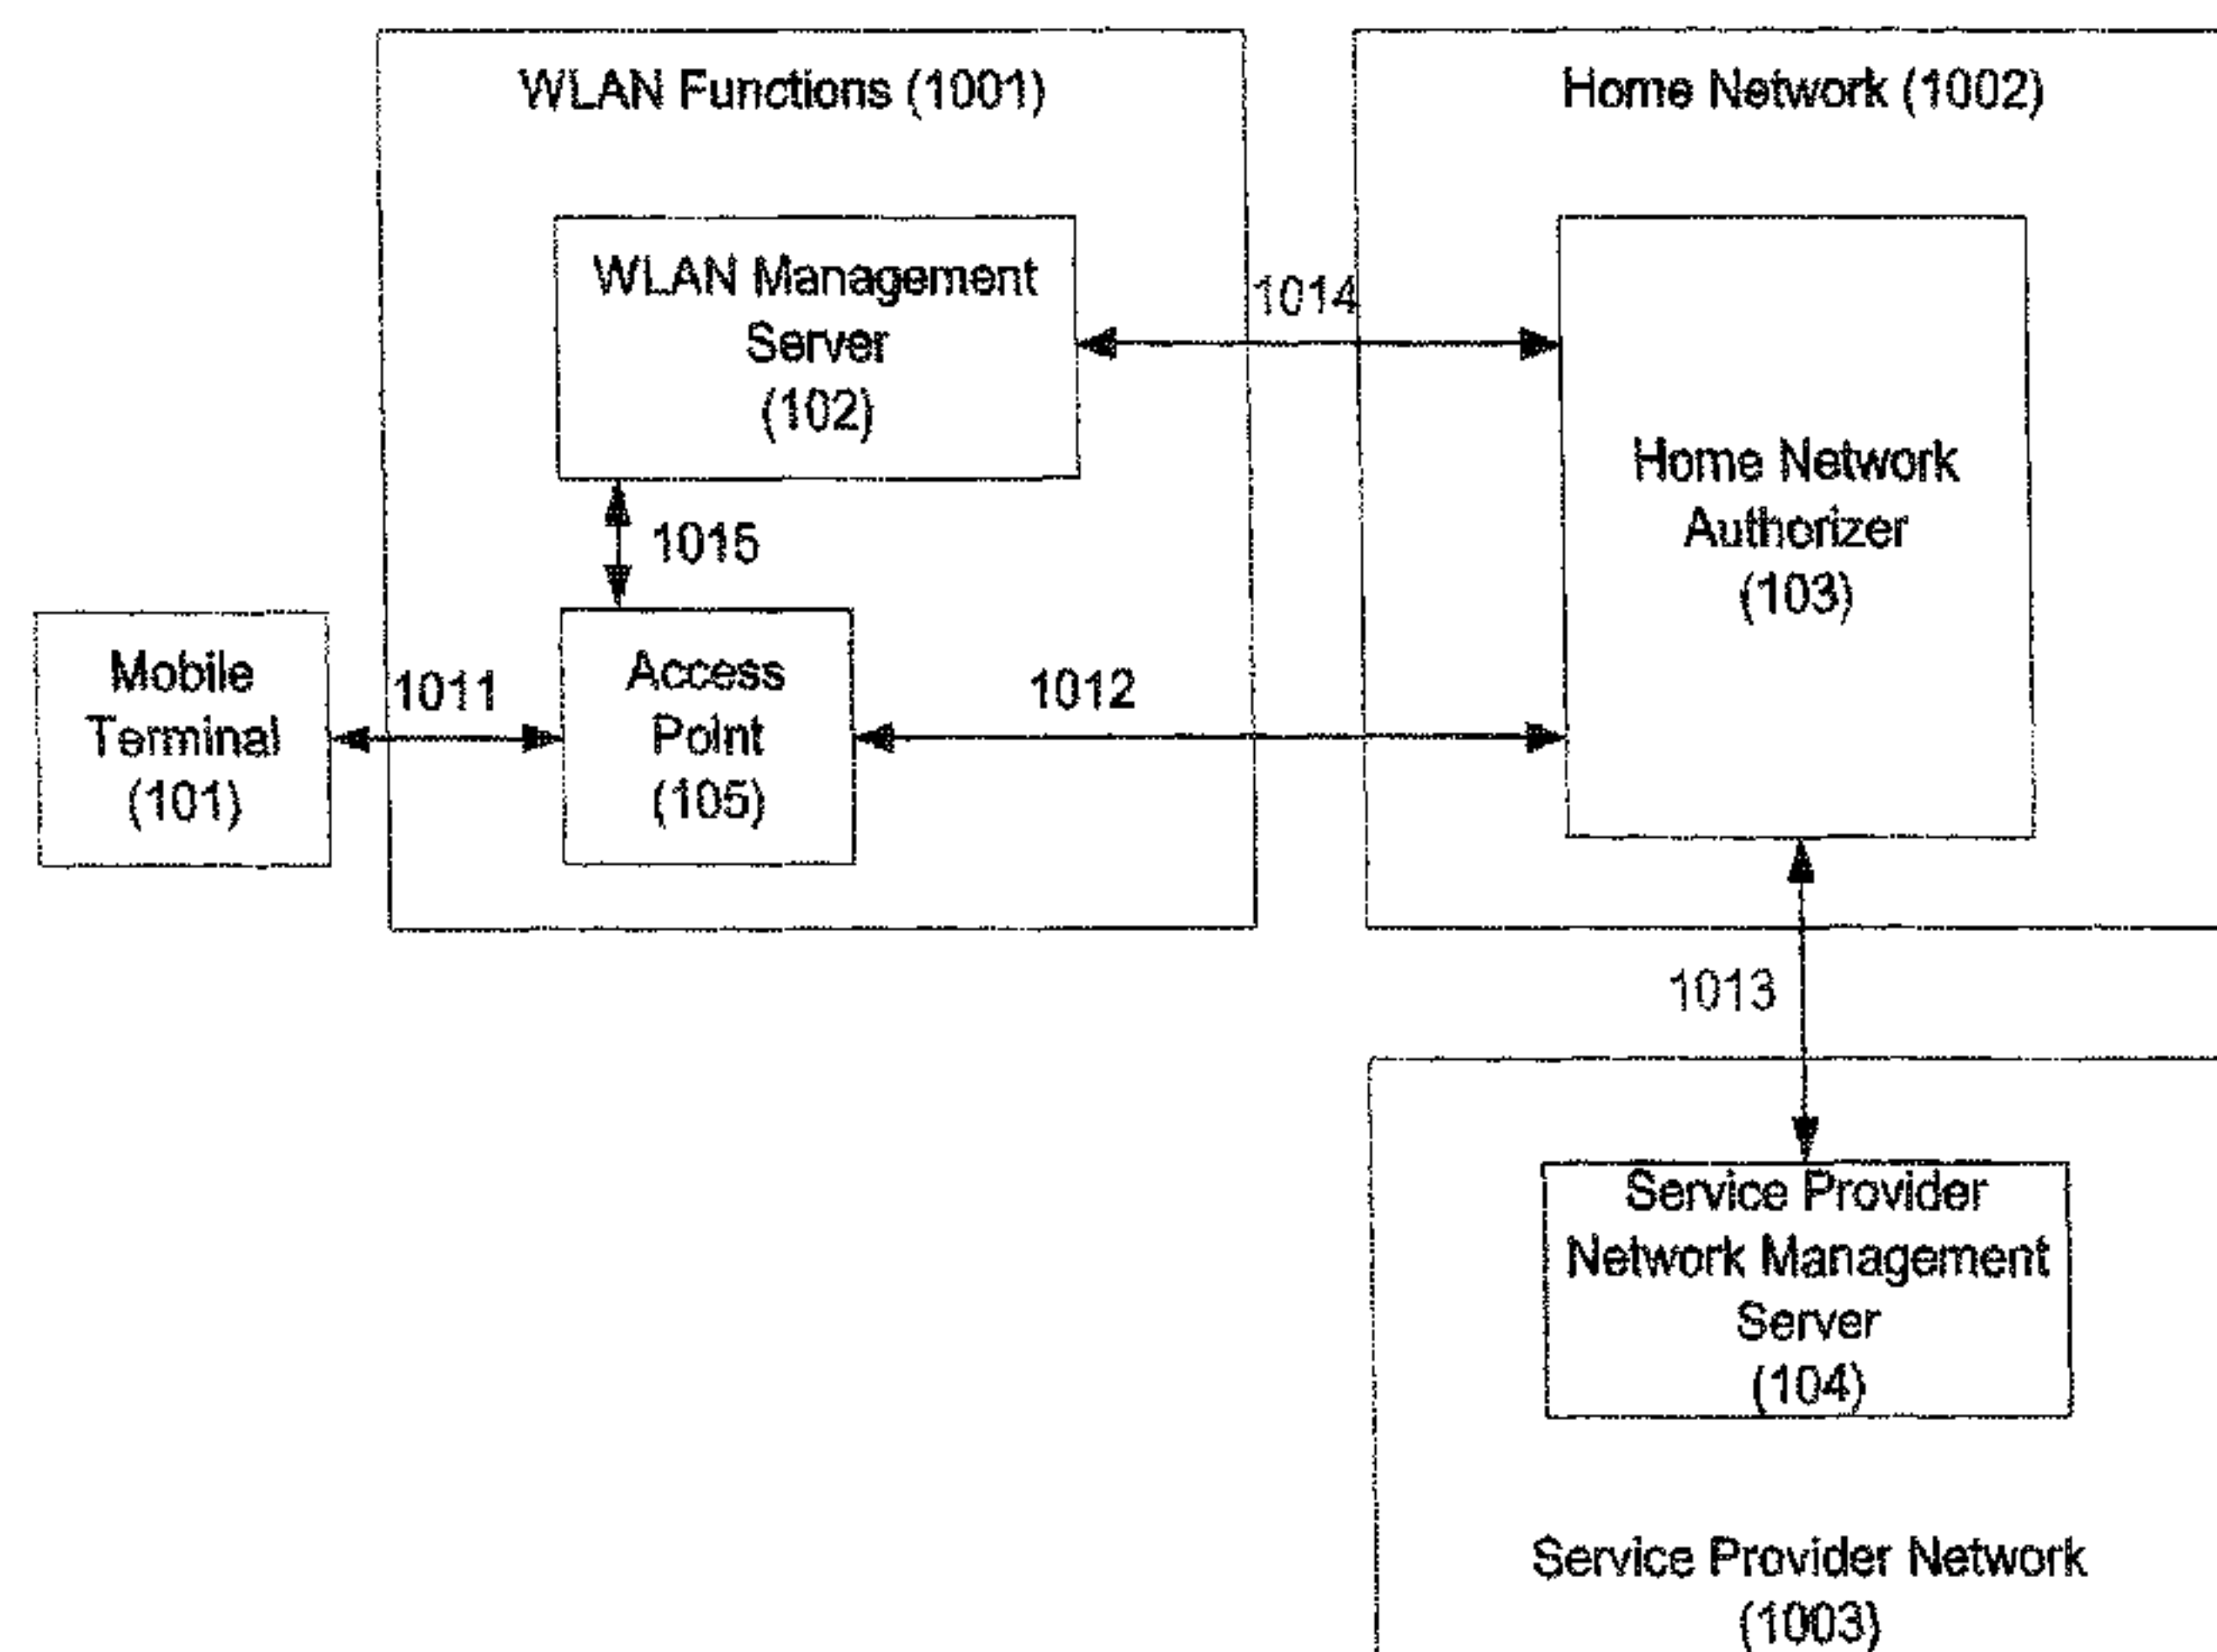 WLAN Functions (1001)
Home Network (1002)
WLAN Management
Server
(102)
1014
Home Network
Authorizer
(103)
1015
Mobile
Terminal
(101)
1011
Access
Point
(105)
1012
1013
Service Provider
Network Management
Server
(104)
Service Provider Network
(1003)